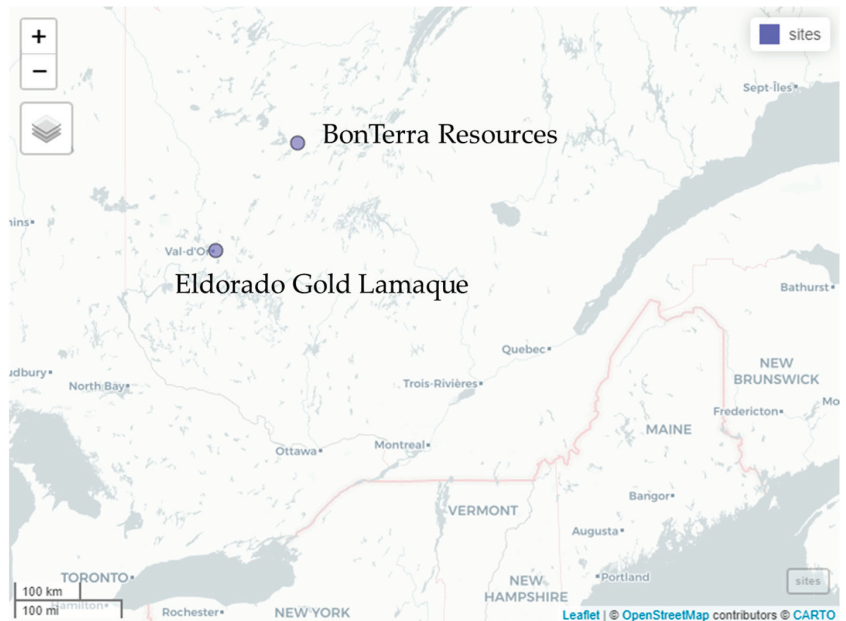 +
sites
−
Sept-Îles
BonTerra Resources
Val-d'Or
Eldorado Gold Lamaque
Bathurst
Quebec
NEW
BRUNSWICK
udbury
North Bay
Trois-Rivières
Mo
Fredericton
MAINE
Ottawa
Montreal
Bangor
VERMONT
Augusta
TORONTO
Portland
sites
NEW
HAMPSHIRE
100 km
100 mi
Hamilton
Rochester
NEW YORK
Leaflet | © OpenStreetMap contributors © CARTO